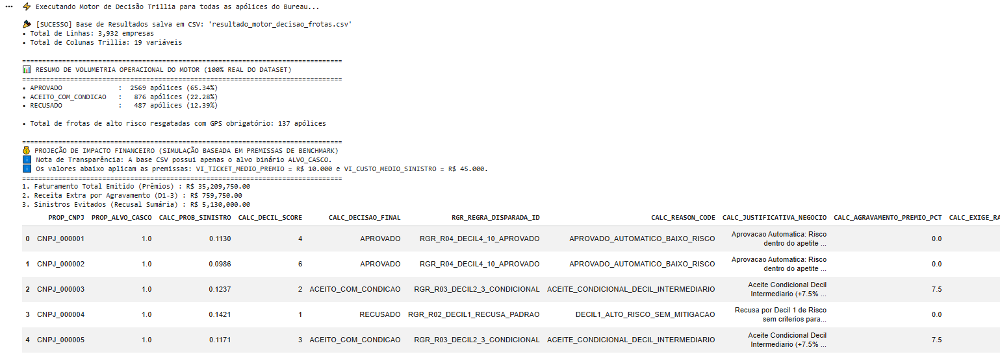 ... ⚡ Executando Motor de Decisão Trillia para todas as apólices do Bureau...
🎉 [SUCESSO] Base de Resultados salva em CSV: 'resultado_motor_decisao_frotas.csv'
• Total de Linhas: 3,932 empresas
• Total de Colunas Trillia: 19 variáveis
================================================================================
📊 RESUMO DE VOLUMETRIA OPERACIONAL DO MOTOR (100% REAL DO DATASET)
================================================================================
• APROVADO : 2569 apólices (65.34%)
• ACEITO_COM_CONDICAO : 876 apólices (22.28%)
• RECUSADO : 487 apólices (12.39%)
• Total de frotas de alto risco resgatadas com GPS obrigatório: 137 apólices
================================================================================
💰 PROJEÇÃO DE IMPACTO FINANCEIRO (SIMULAÇÃO BASEADA EM PREMISSAS DE BENCHMARK)
ℹ️ Nota de Transparência: A base CSV possui apenas o alvo binário ALVO_CASCO.
ℹ️ Os valores abaixo aplicam as premissas: VI_TICKET_MEDIO_PREMIO = R$ 10.000 e VI_CUSTO_MEDIO_SINISTRO = R$ 45.000.
================================================================================
1. Faturamento Total Emitido (Prêmios) : R$ 35,209,750.00
2. Receita Extra por Agravamento (D1-3) : R$ 759,750.00
3. Sinistros Evitados (Recusal Sumária) : R$ 5,130,000.00
PROP_CNPJ PROP_ALVO_CASCO CALC_PROB_SINISTRO CALC_DECIL_SCORE CALC_DECISAO_FINAL RGR_REGRA_DISPARADA_ID CALC_REASON_CODE CALC_JUSTIFICATIVA_NEGOCIO CALC_AGRAVAMENTO_PREMIO_PCT CALC_EXIGE_RA
0 CNPJ_000001 1.0 0.1130 4 APROVADO RGR_R04_DECIL4_10_APROVADO APROVADO_AUTOMATICO_BAIXO_RISCO Aprovacao Automatica: Risco dentro do apetite ... 0.0
1 CNPJ_000002 1.0 0.0986 6 APROVADO RGR_R04_DECIL4_10_APROVADO APROVADO_AUTOMATICO_BAIXO_RISCO Aprovacao Automatica: Risco dentro do apetite ... 0.0
2 CNPJ_000003 1.0 0.1237 2 ACEITO_COM_CONDICAO RGR_R03_DECIL2_3_CONDICIONAL ACEITE_CONDICIONAL_DECIL_INTERMEDIARIO Aceite Condicional Decil Intermediario (+7.5% ... 7.5
3 CNPJ_000004 1.0 0.1421 1 RECUSADO RGR_R02_DECIL1_RECUSA_PADRAO DECIL1_ALTO_RISCO_SEM_MITIGACAO Recusa por Decil 1 de Risco sem criterios para... 0.0
4 CNPJ_000005 1.0 0.1171 3 ACEITO_COM_CONDICAO RGR_R03_DECIL2_3_CONDICIONAL ACEITE_CONDICIONAL_DECIL_INTERMEDIARIO Aceite Condicional Decil Intermediario (+7.5% ... 7.5